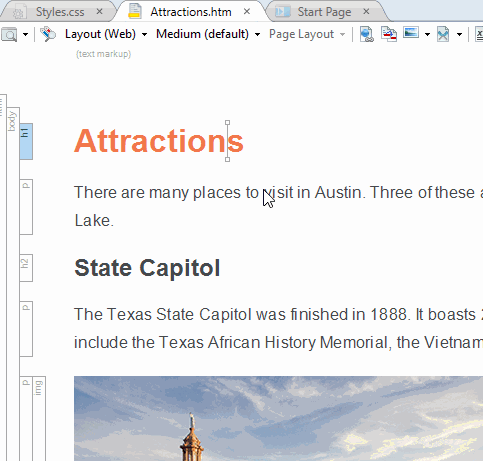 Styles.css × Attractions.htm × Start Page ×
Layout (Web) Medium (default) Page Layout
(text markup)
body
h1
Attractions
p
There are many places to visit in Austin. Three of these a
Lake.
h2
State Capitol
p
The Texas State Capitol was finished in 1888. It boasts 2
include the Texas African History Memorial, the Vietnam
p
img